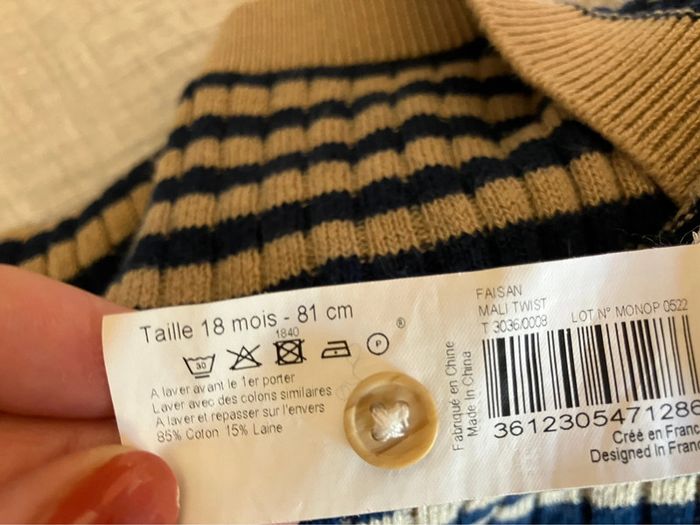 Taille 18 mois - 81 cm
1840
®
30
P
A laver avant le 1er porter
Laver avec des colons similaires
A laver et repasser sur l'envers
85% Coton 15% Laine
Fabriqué en Chine
Made In China
FAISAN
MALI TWIST
T 3036/0008
LOT N° MONOP 0522
3612305471286
Créé en Franc
Designed In Franc